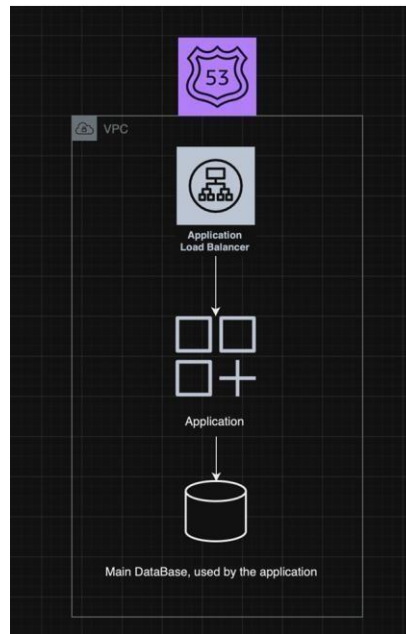 53
VPC
Application
Load Balancer
Application
Main DataBase, used by the application